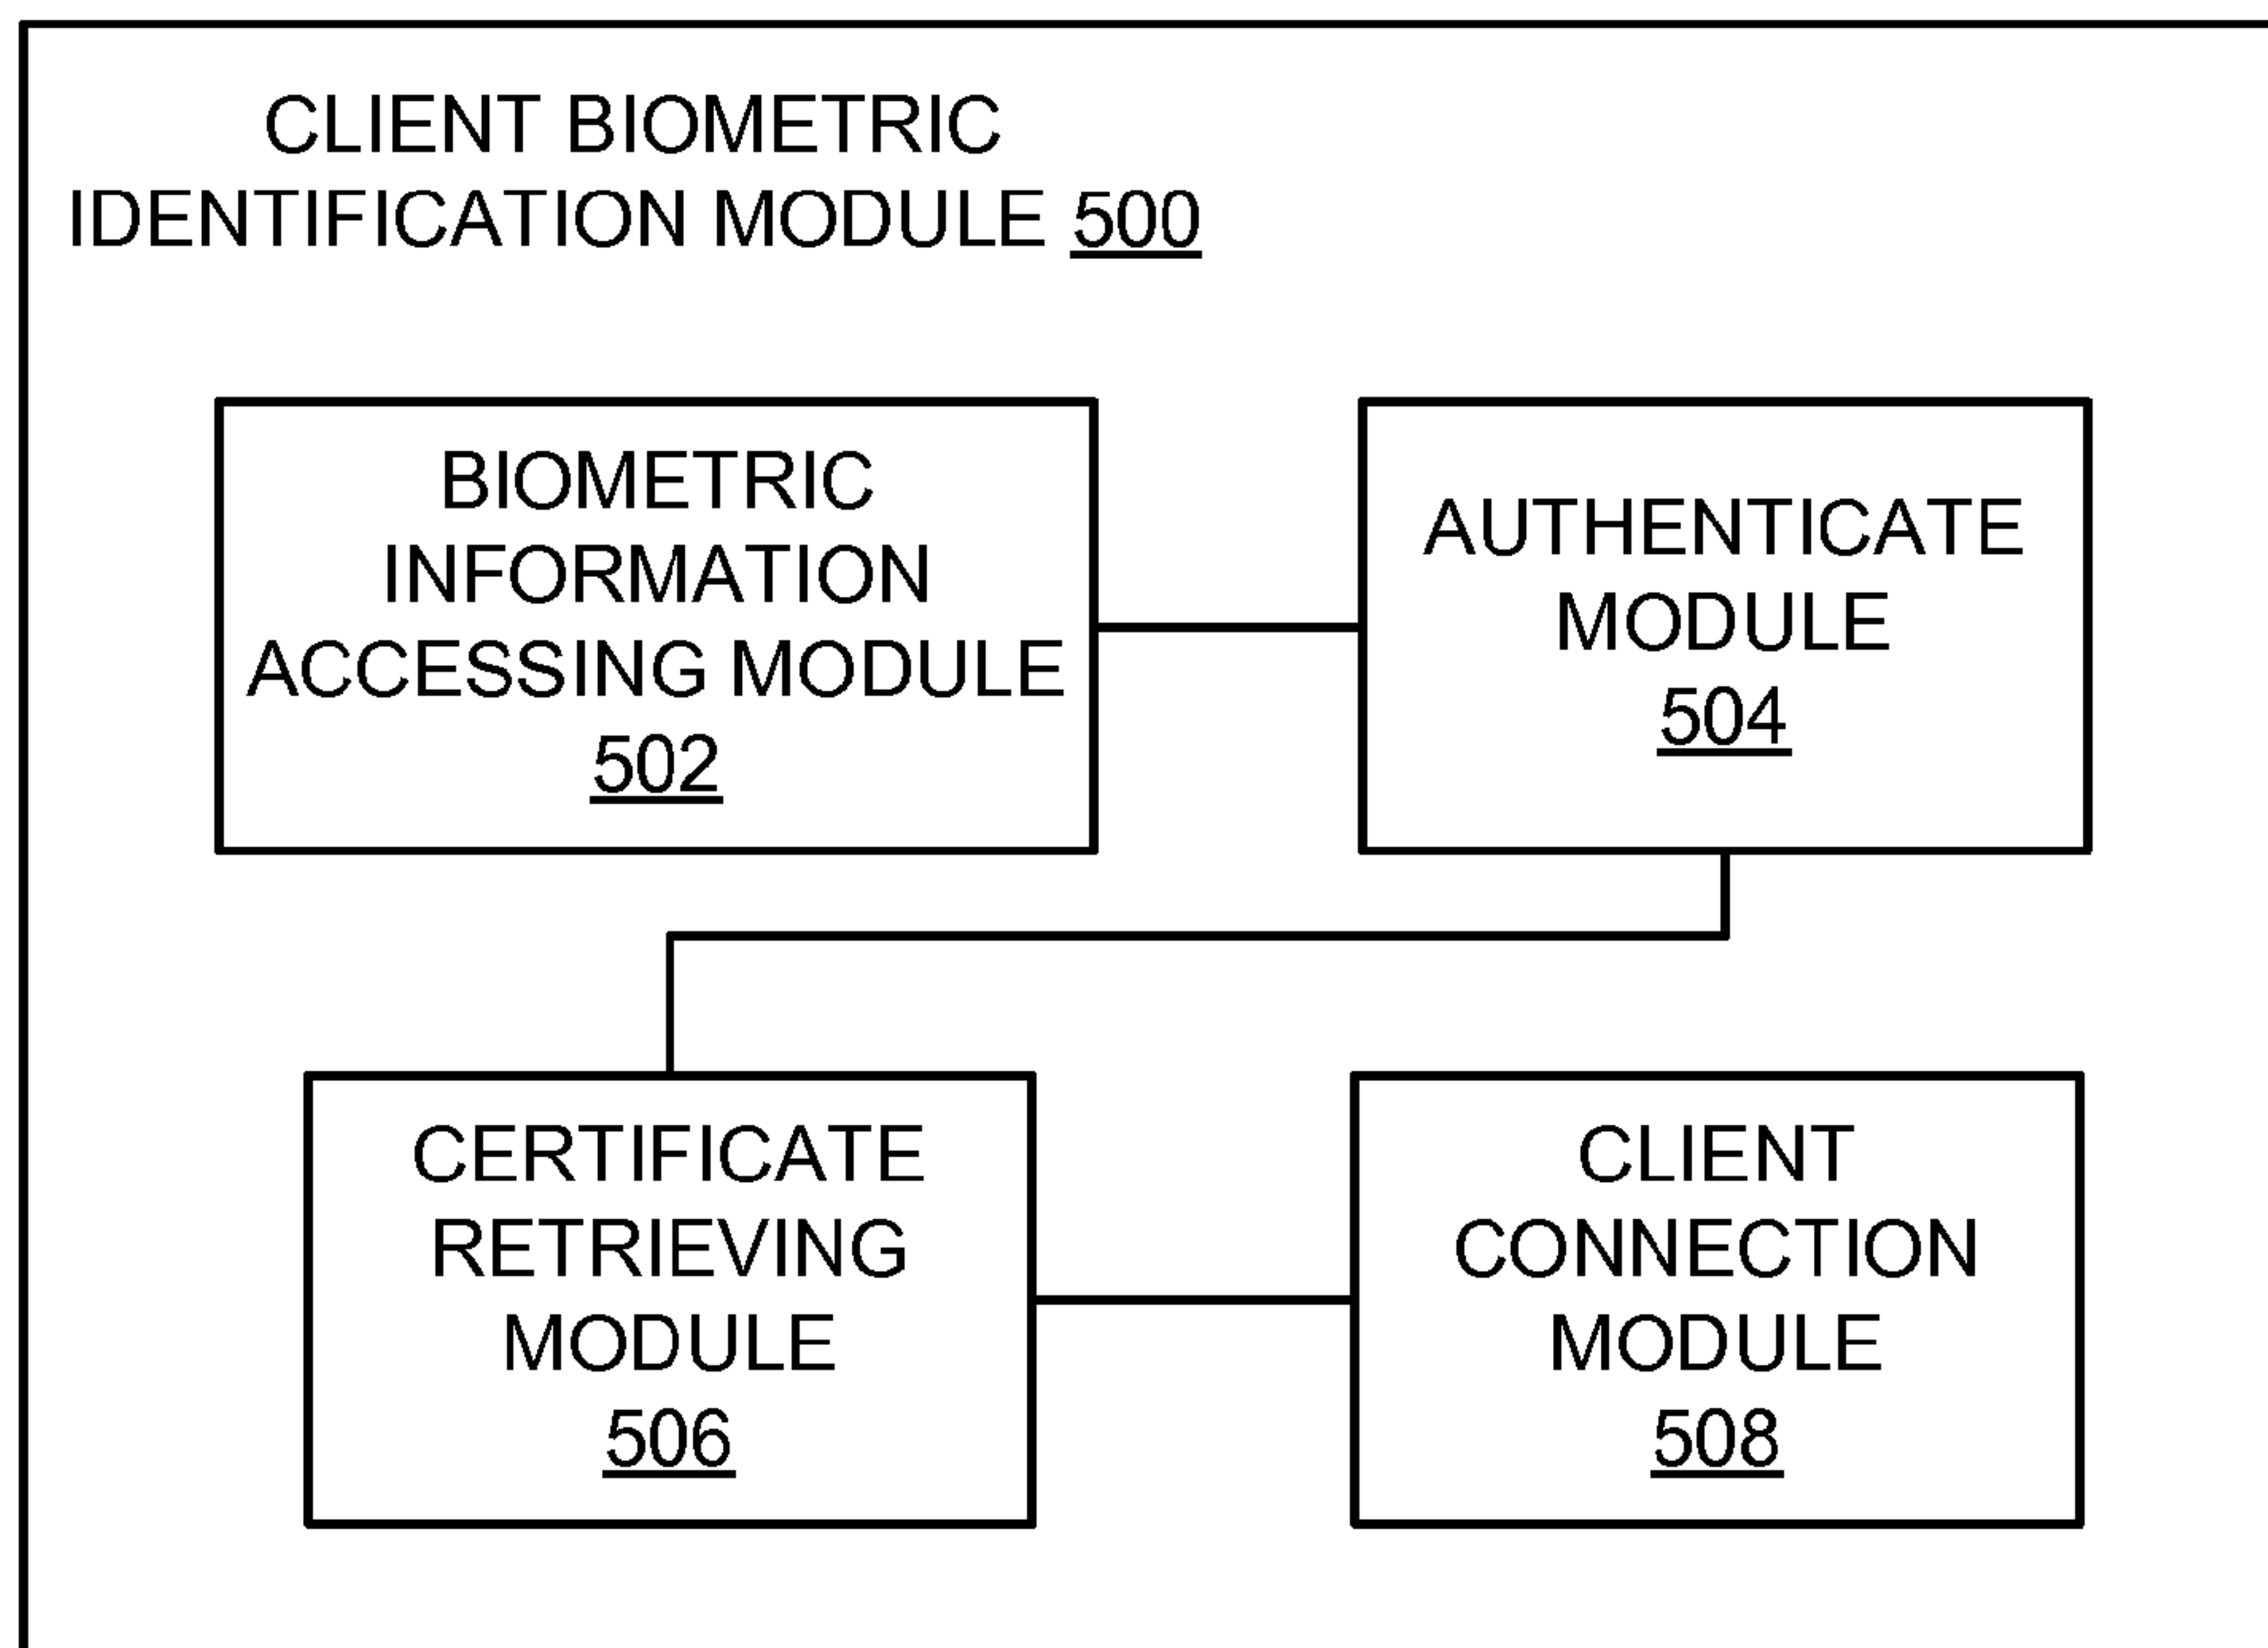 CLIENT BIOMETRIC
IDENTIFICATION MODULE 500
BIOMETRIC
INFORMATION
ACCESSING MODULE
502
AUTHENTICATE
MODULE
504
CERTIFICATE
RETRIEVING
MODULE
506
CLIENT
CONNECTION
MODULE
508